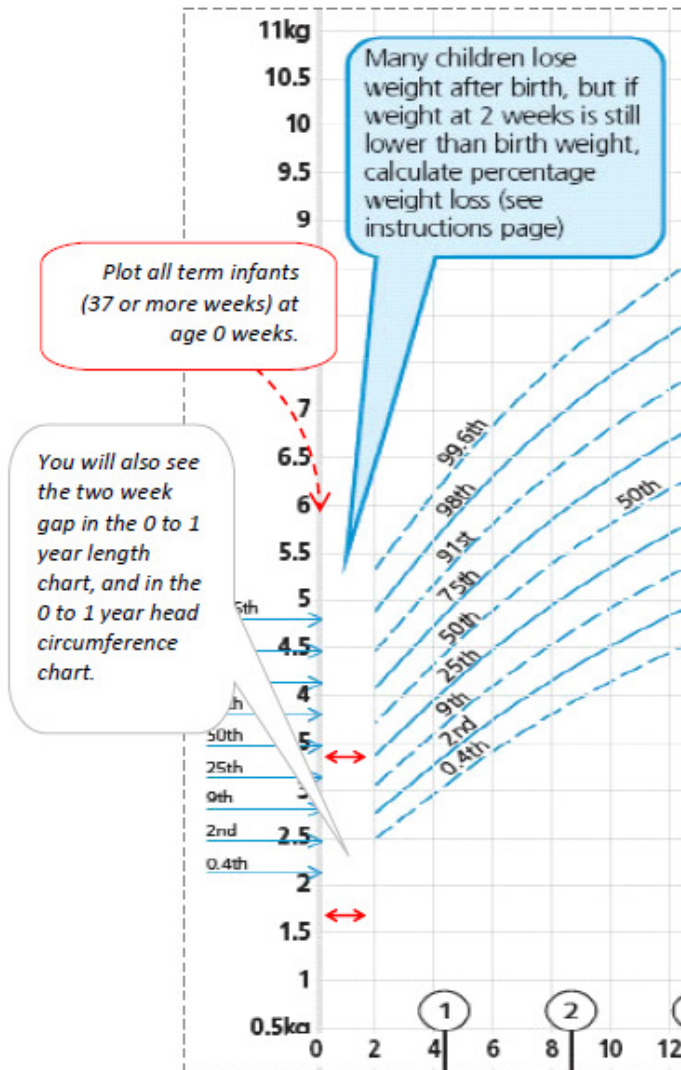 11kg
10.5
10
9.5
9
Many children lose
weight after birth, but if
weight at 2 weeks is still
lower than birth weight,
calculate percentage
weight loss (see
instructions page)
Plot all term infants
(37 or more weeks) at
age 0 weeks.
7
6.5
6
5.5
5
4.5
4
2.5
2
1.5
1
0.5kg
You will also see
the two week
gap in the 0 to 1
year length
chart, and in the
0 to 1 year head
circumference
chart.
50th
25th
9th
2nd
0.4th
99.6th
98th
91st
75th
50th
50th
25th
9th
2nd
0.4th
1
2
0 2 4 6 8 10 12